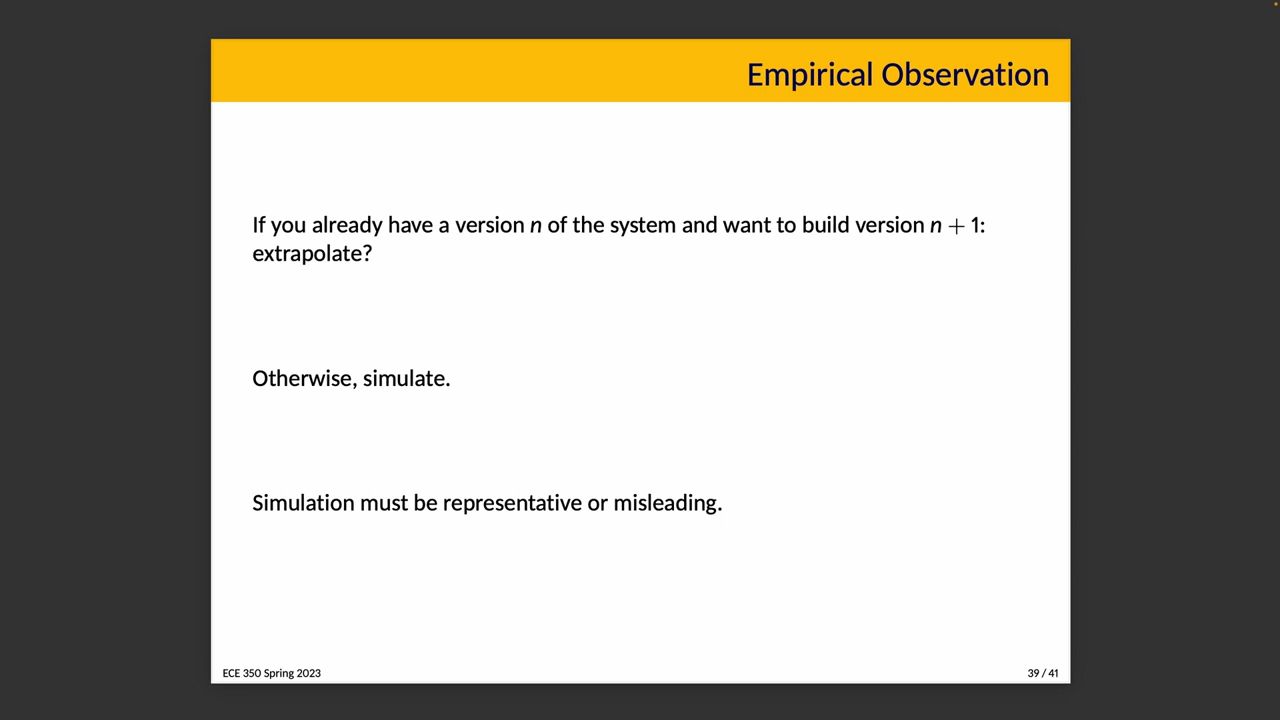 Empirical Observation
If you already have a version n of the system and want to build version n + 1:
extrapolate?
Otherwise, simulate.
Simulation must be representative or misleading.
ECE 350 Spring 2023
39 / 41